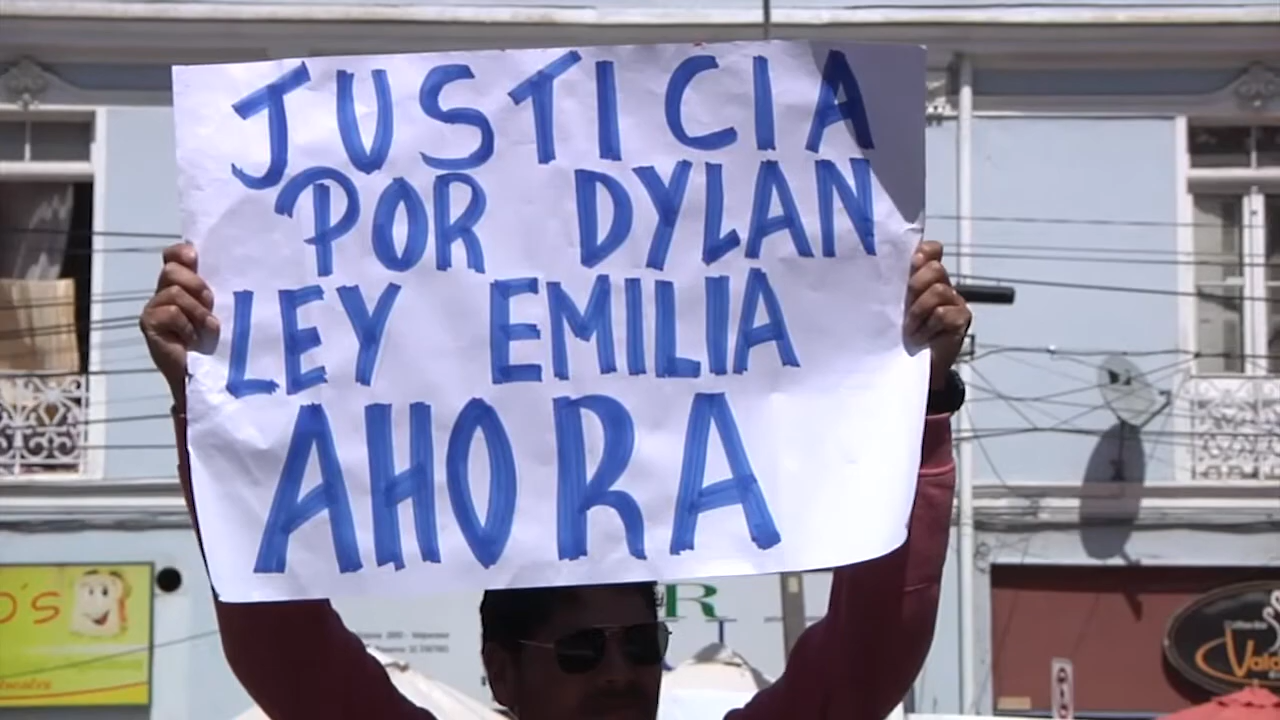 JUSTICIA
POR DYLAN
LEY EMILIA
AHORA
O'S
R